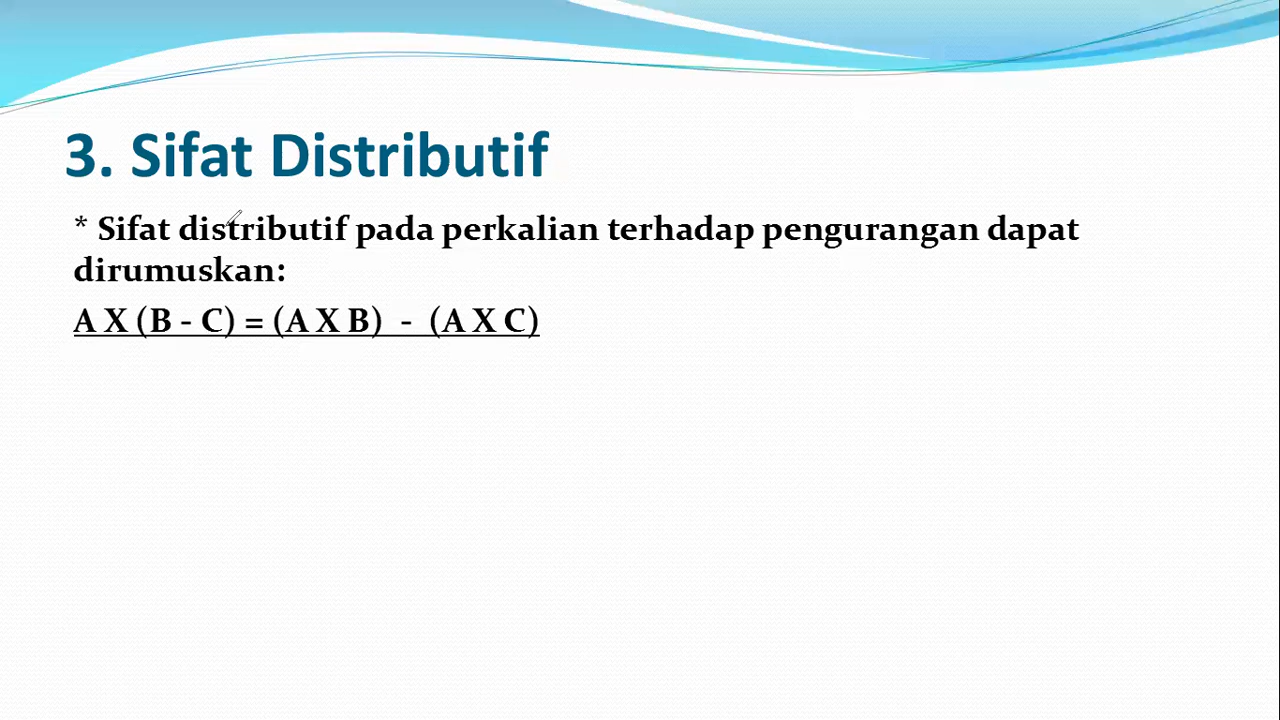 3. Sifat Distributif
* Sifat distributif pada perkalian terhadap pengurangan dapat
dirumuskan:
A X (B - C) = (A X B)  -  (A X C)